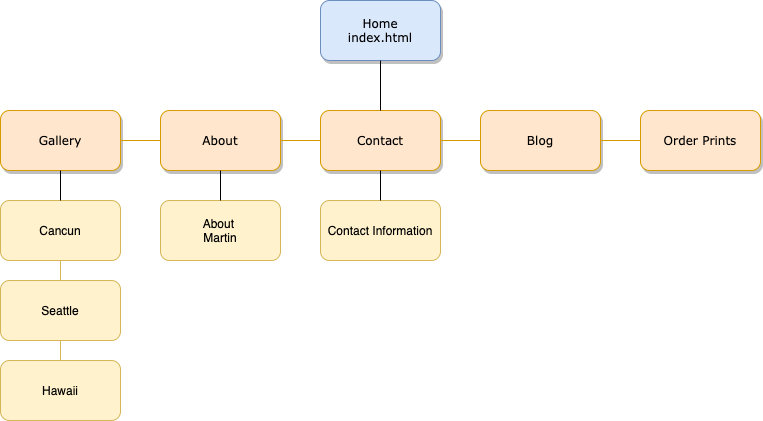 Home
index.html
Gallery
About
Contact
Blog
Order Prints
Cancun
About
Martin
Contact Information
Seattle
Hawaii